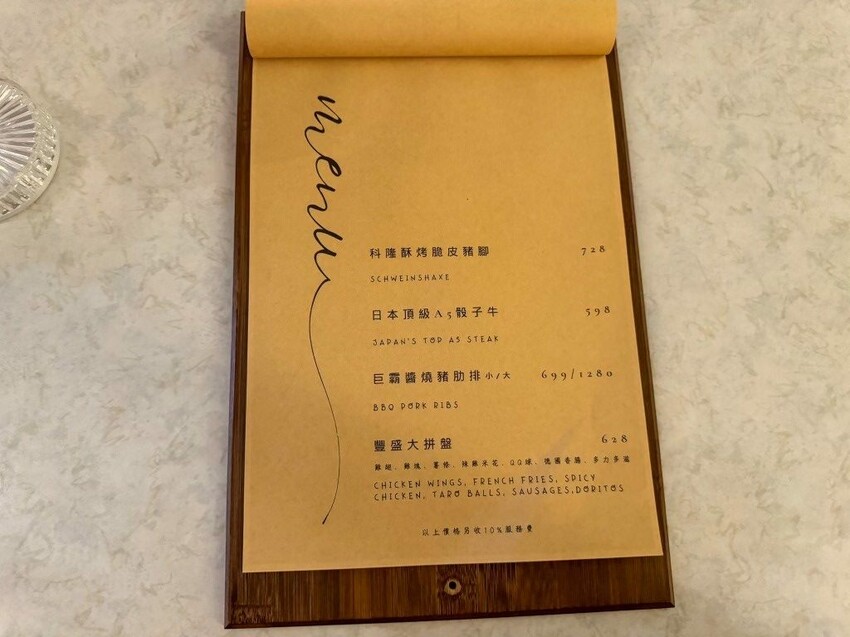 menu
科隆酥烤脆皮豬腳 728
SCHWEINSHAXE
日本頂級A5骰子牛 598
JAPAN'S TOP A5 STEAK
巨霸醬燒豬肋排小/大 699/1280
BBQ PORK RIBS
豐盛大拼盤 628
雞翅、雞塊、薯條、辣雞米花、QQ球、德國香腸、多力多滋
CHICKEN WINGS, FRENCH FRIES, SPICY
CHICKEN, TARO BALLS, SAUSAGES,DORITOS
以上價格另收10%服務費